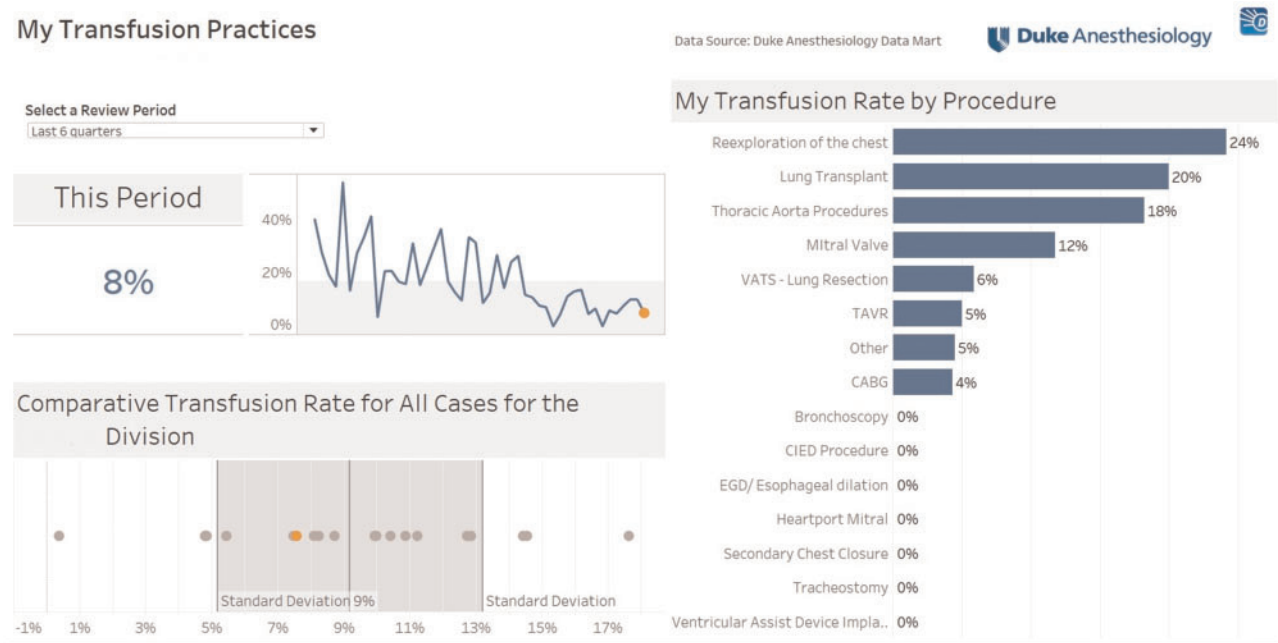 My Transfusion Practices
Data Source: Duke Anesthesiology Data Mart
Duke Anesthesiology
D
Select a Review Period
Last 6 quarters
This Period
8%
40%
20%
0%
Comparative Transfusion Rate for All Cases for the
Division
Standard Deviation 9%
Standard Deviation
-1% 1% 3% 5% 7% 9% 11% 13% 15% 17%
My Transfusion Rate by Procedure
Reexploration of the chest 24%
Lung Transplant 20%
Thoracic Aorta Procedures 18%
MItral Valve 12%
VATS - Lung Resection 6%
TAVR 5%
Other 5%
CABG 4%
Bronchoscopy 0%
CIED Procedure 0%
EGD/ Esophageal dilation 0%
Heartport Mitral 0%
Secondary Chest Closure 0%
Tracheostomy 0%
Ventricular Assist Device Impla.. 0%